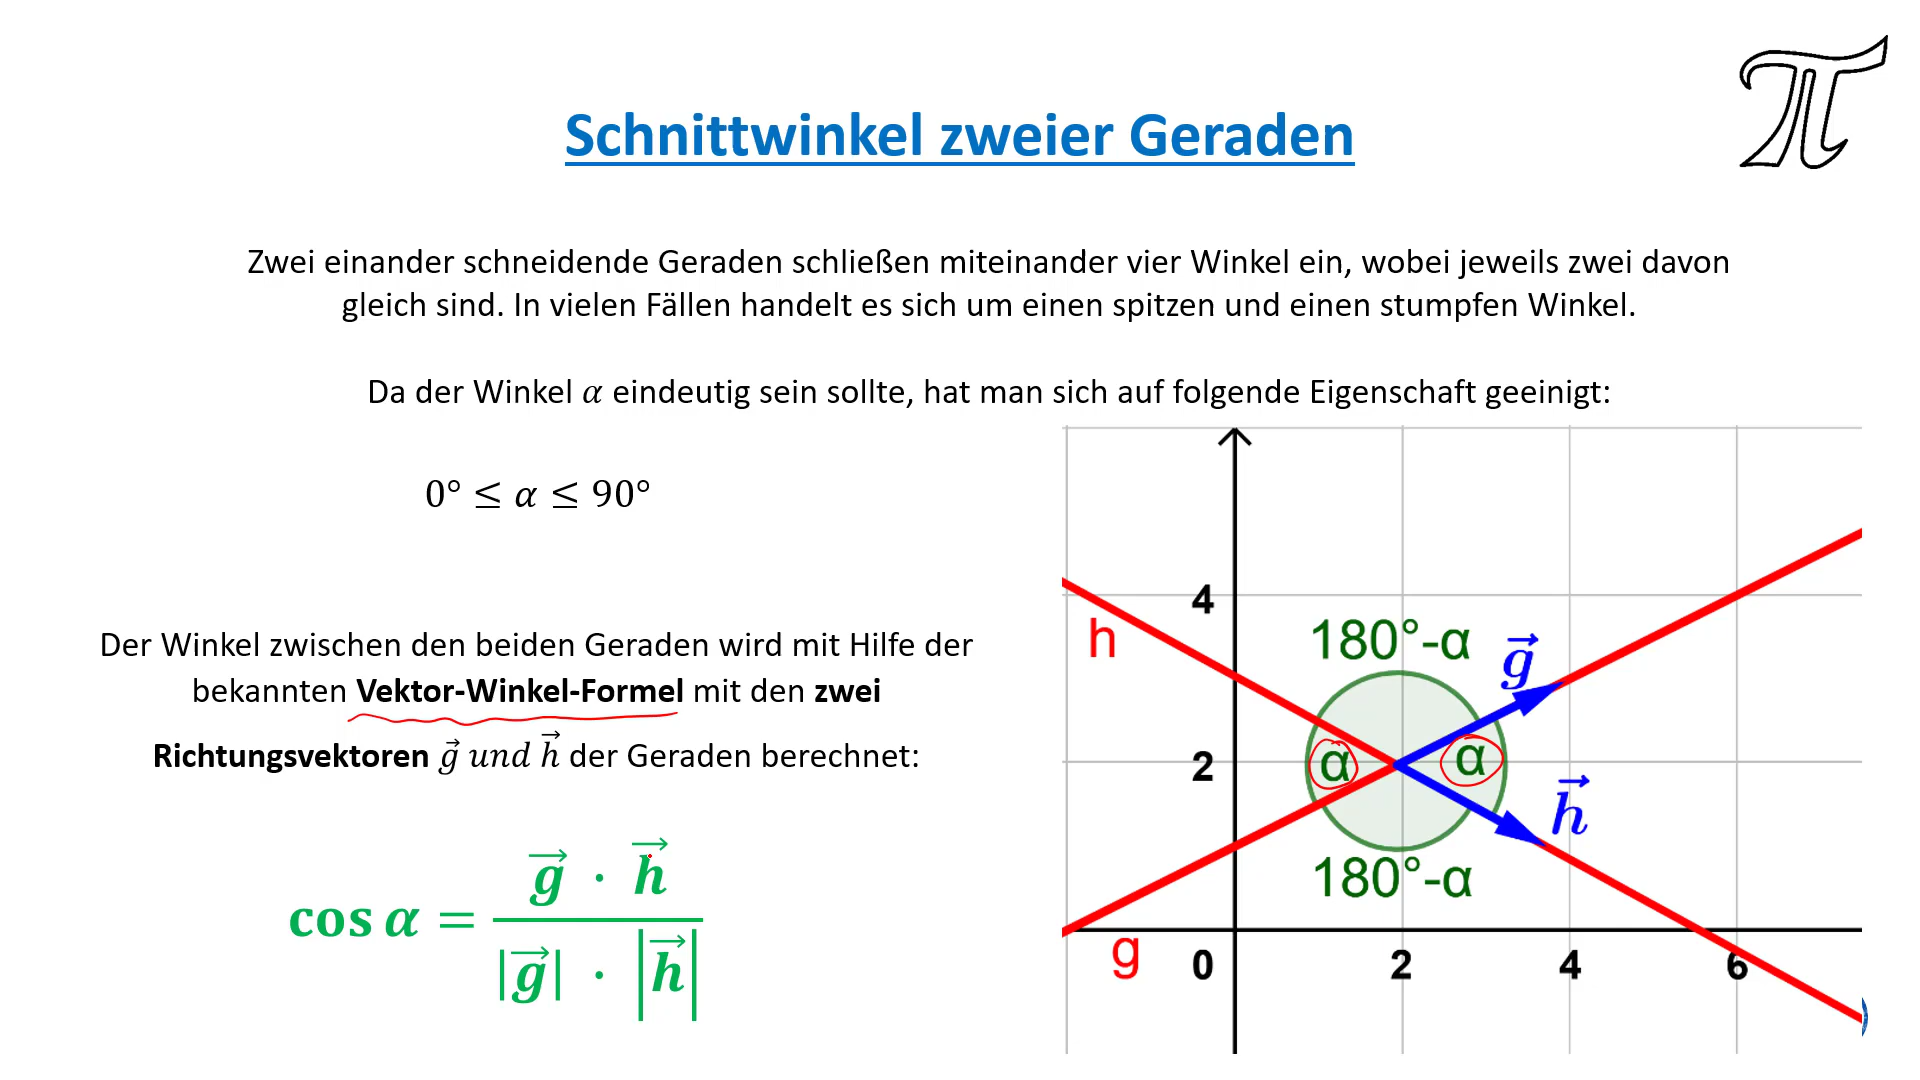 π
Schnittwinkel zweier Geraden
Zwei einander schneidende Geraden schließen miteinander vier Winkel ein, wobei jeweils zwei davon
gleich sind. In vielen Fällen handelt es sich um einen spitzen und einen stumpfen Winkel.
Da der Winkel α eindeutig sein sollte, hat man sich auf folgende Eigenschaft geeinigt:
0° ≤ α ≤ 90°
Der Winkel zwischen den beiden Geraden wird mit Hilfe der
bekannten Vektor-Winkel-Formel mit den zwei
Richtungsvektoren g⃗ und h⃗ der Geraden berechnet:
cos α = (g⃗ · h⃗) / (|g⃗| · |h⃗|)
4
h
180°-α
g⃗
2
α
α
h⃗
180°-α
g
0
2
4
6